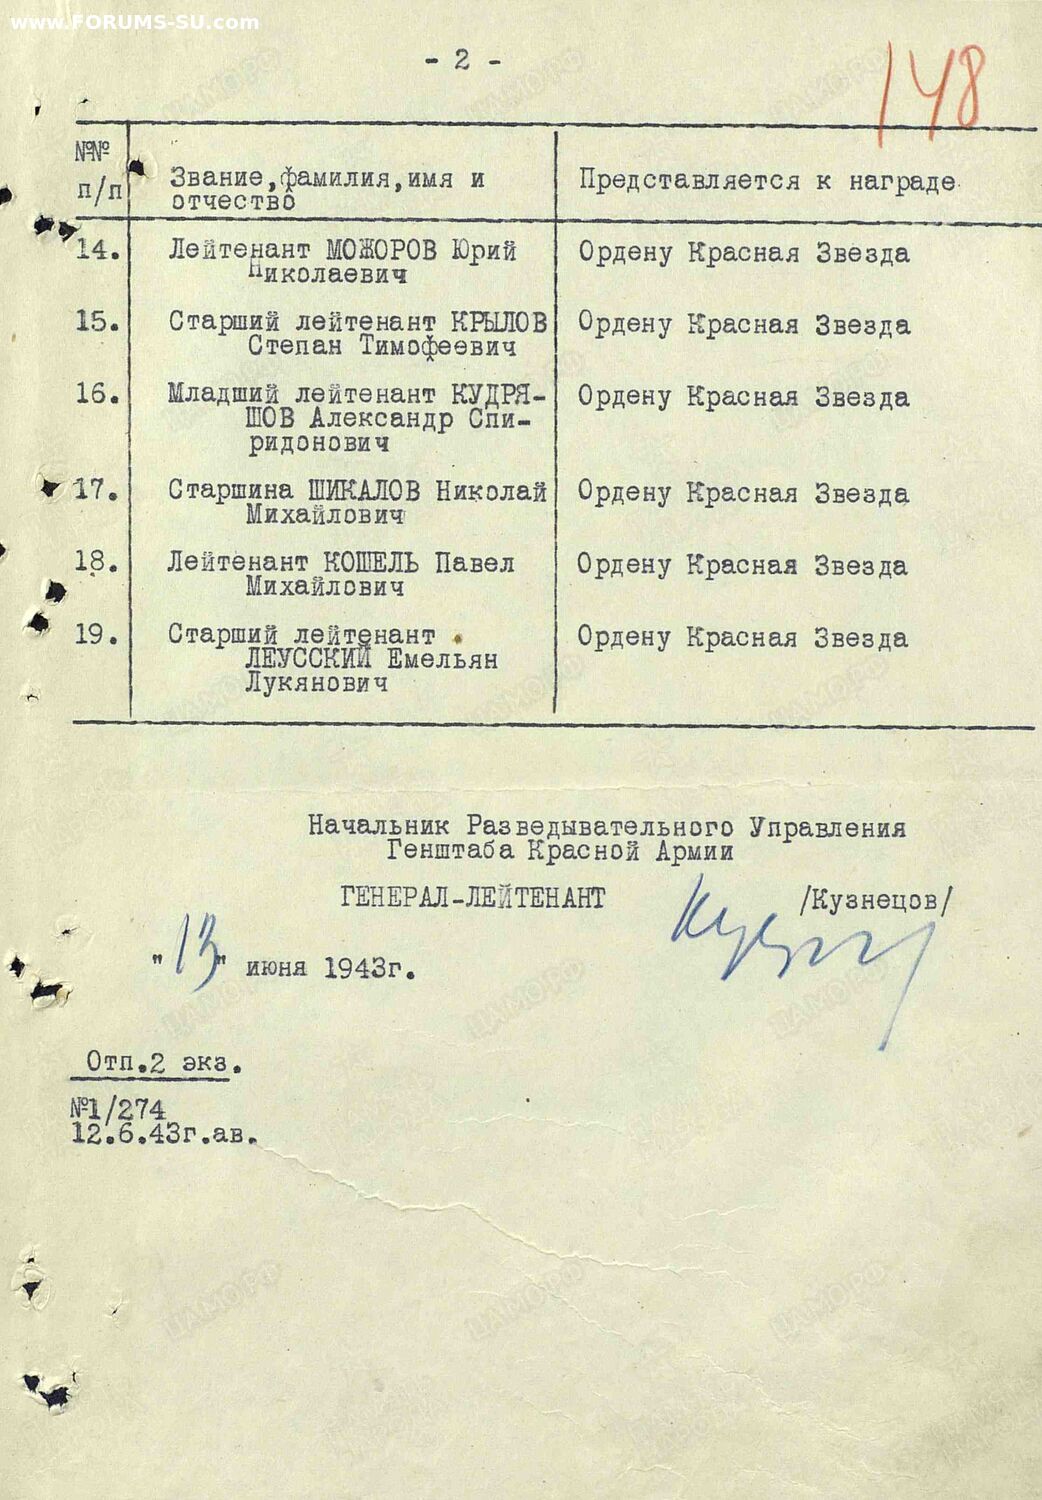 www.FORUMS-SU.com
- 2 -
148
№№ п/п
Звание,фамилия,имя и
отчество
Представляется к награде
14. Лейтенант МОЖОРОВ Юрий Ордену Красная Звезда
Николаевич
15. Старший лейтенант КРЫЛОВ Ордену Красная Звезда
Степан Тимофеевич
16. Младший лейтенант КУДРЯ- Ордену Красная Звезда
ШОВ Александр Спи-
ридонович
17. Старшина ШИКАЛОВ Николай Ордену Красная Звезда
Михайлович
18. Лейтенант КОШЕЛЬ Павел Ордену Красная Звезда
Михайлович
19. Старший лейтенант Ордену Красная Звезда
ЛЕУССКИЙ Емельян
Лукянович
Начальник Разведывательного Управления
Генштаба Красной Армии
ГЕНЕРАЛ-ЛЕЙТЕНАНТ /Кузнецов/
"13" июня 1943г.
Отп.2 экз.
№1/274
12.6.43г.ав.